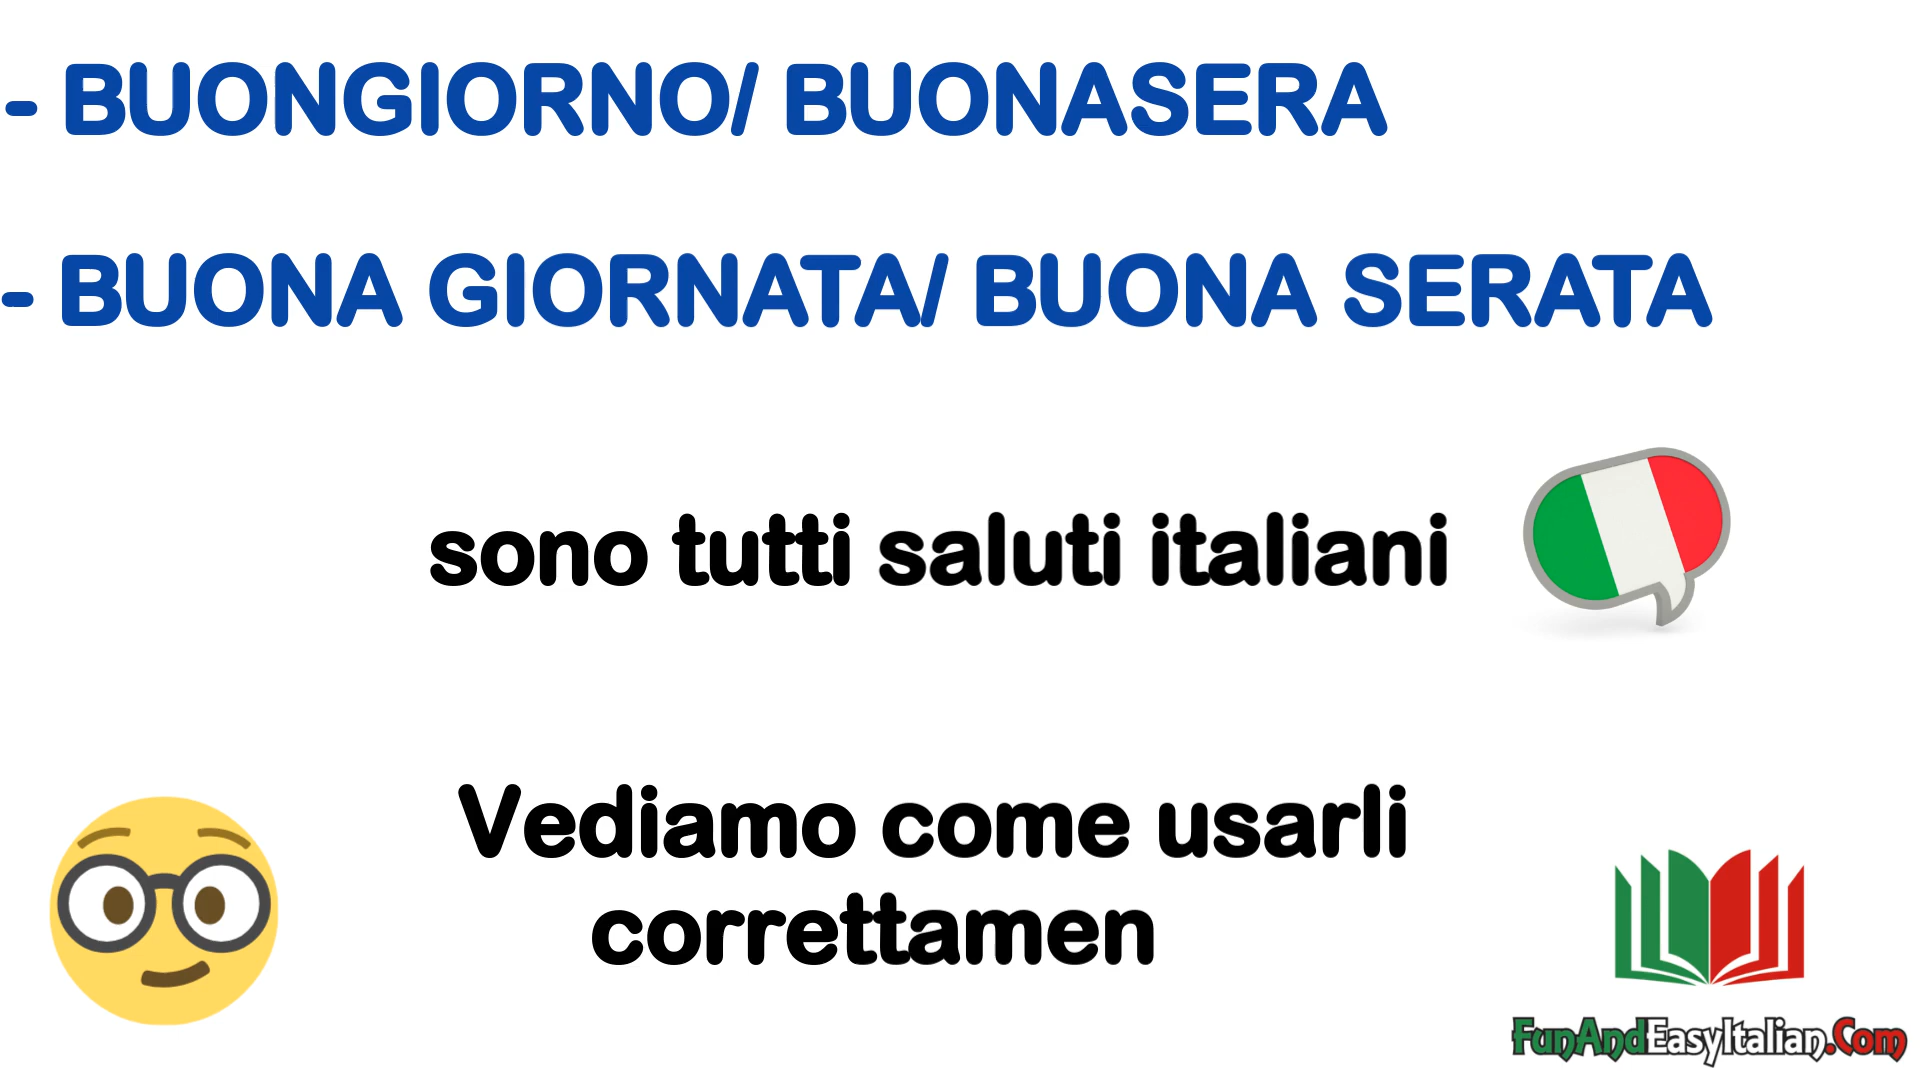 - BUONGIORNO/ BUONASERA
- BUONA GIORNATA/ BUONA SERATA
sono tutti saluti italiani
Vediamo come usarli
correttamen
FunAndEasyItalian.Com